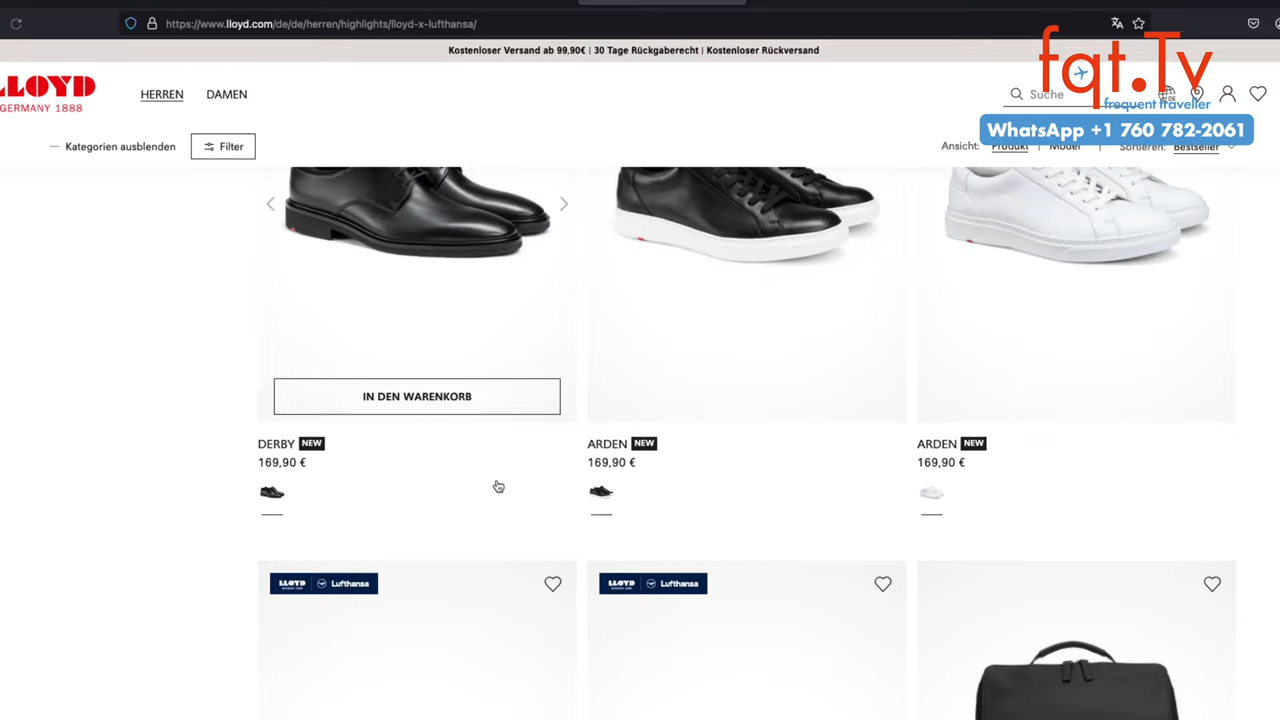 https://www.lloyd.com/de/de/herren/highlights/lloyd-x-lufthansa/
Kostenloser Versand ab 99,90€ | 30 Tage Rückgaberecht | Kostenloser Rückversand
fqt.Tv
frequent traveller
WhatsApp +1 760 782-2061
LLOYD
GERMANY 1888
HERREN
DAMEN
Suche
DE
Kategorien ausblenden
Filter
Ansicht: Produkt | Model | Sortieren: Bestseller
IN DEN WARENKORB
DERBY NEW
169,90 €
ARDEN NEW
169,90 €
ARDEN NEW
169,90 €
LLOYD Lufthansa
LLOYD Lufthansa